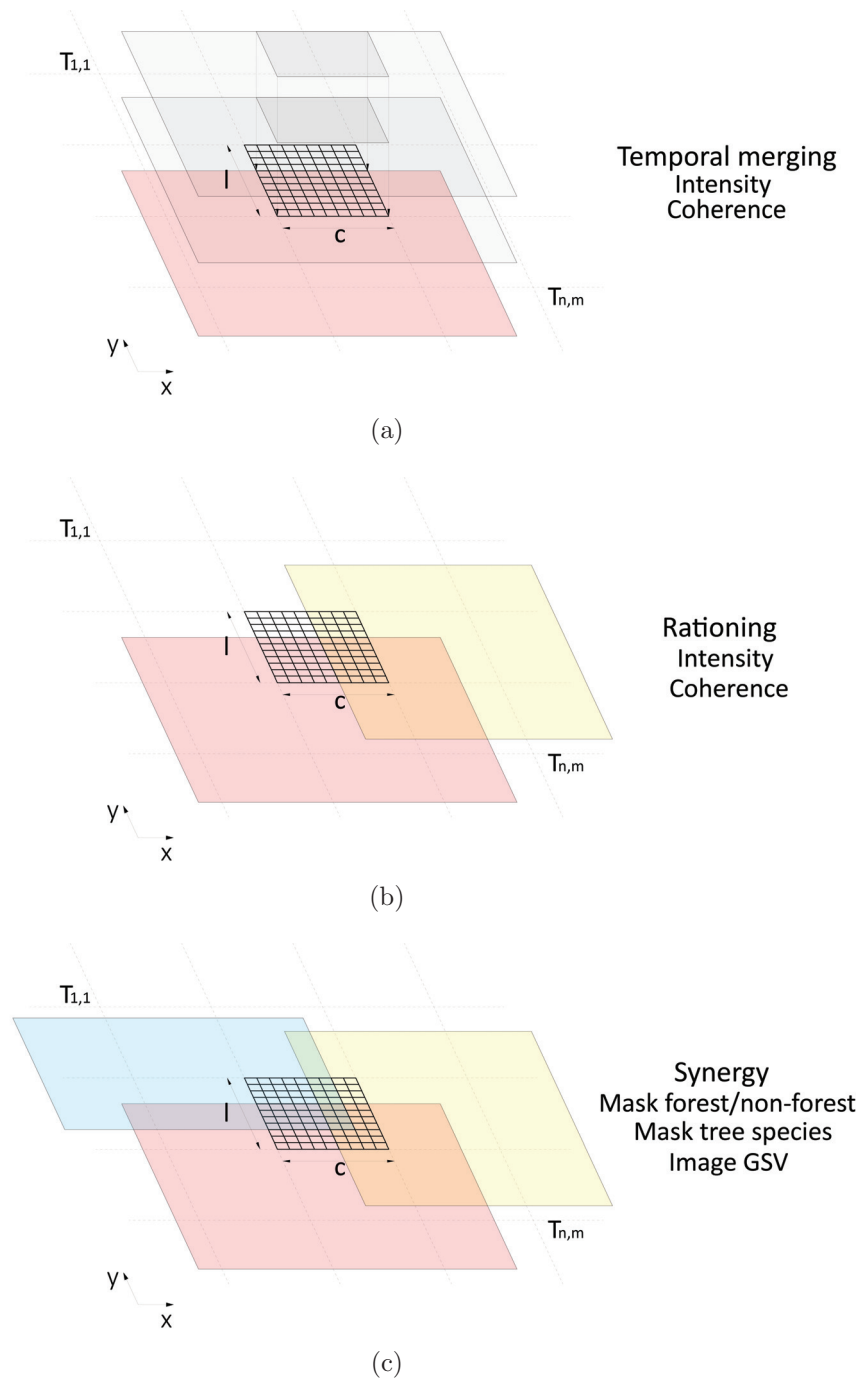 T1,1
l
c
Tn,m
y
x
Temporal merging
Intensity
Coherence
(a)
T1,1
l
c
Tn,m
y
x
Rationing
Intensity
Coherence
(b)
T1,1
l
c
Tn,m
y
x
Synergy
Mask forest/non-forest
Mask tree species
Image GSV
(c)